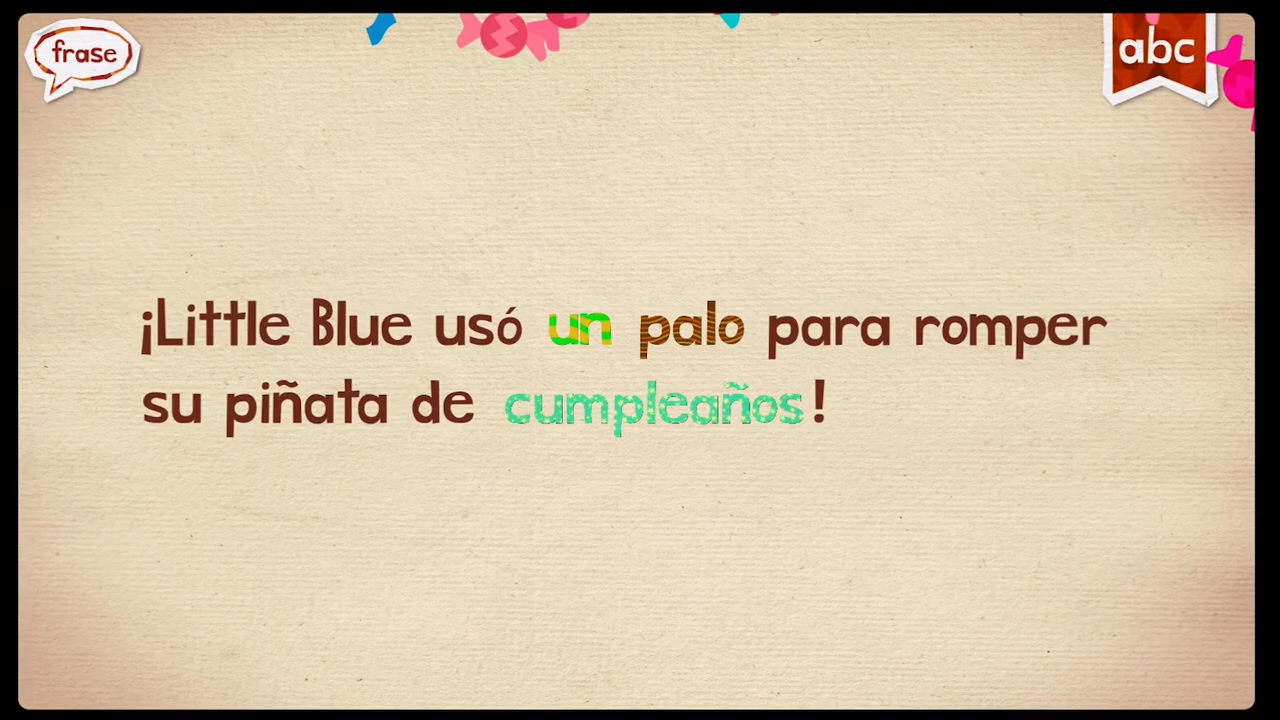 frase
abc
¡Little Blue usó un palo para romper
su piñata de cumpleaños!